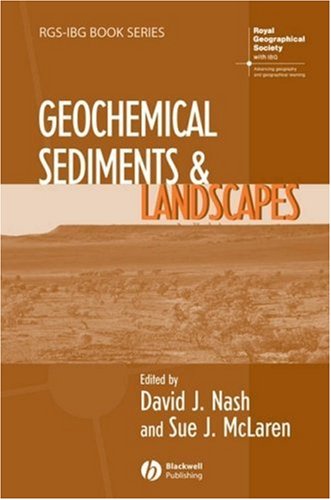 RGS-IBG BOOK SERIES
Royal
Geographical
Society
with IBG
Advancing geography
and geographical learning
GEOCHEMICAL
SEDIMENTS &
LANDSCAPES
Edited by
David J. Nash
and Sue J. McLaren
Blackwell
Publishing